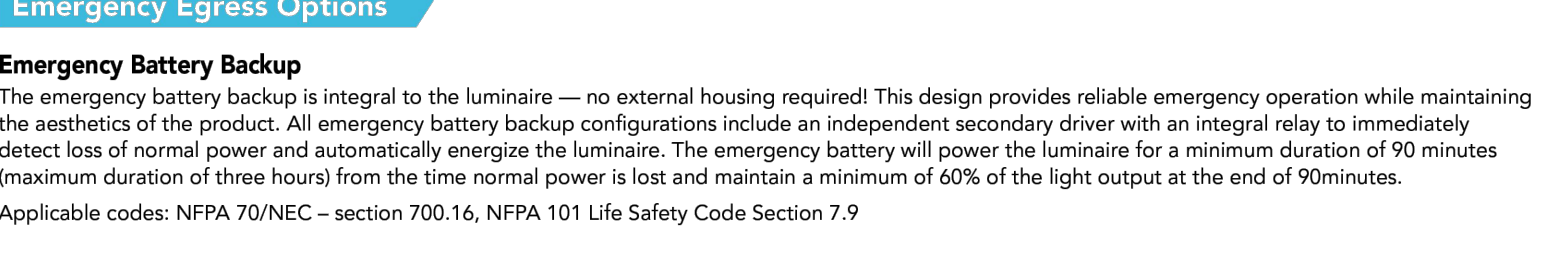 Emergency Egress Options
Emergency Battery Backup
The emergency battery backup is integral to the luminaire — no external housing required! This design provides reliable emergency operation while maintaining
the aesthetics of the product. All emergency battery backup configurations include an independent secondary driver with an integral relay to immediately
detect loss of normal power and automatically energize the luminaire. The emergency battery will power the luminaire for a minimum duration of 90 minutes
(maximum duration of three hours) from the time normal power is lost and maintain a minimum of 60% of the light output at the end of 90minutes.
Applicable codes: NFPA 70/NEC – section 700.16, NFPA 101 Life Safety Code Section 7.9